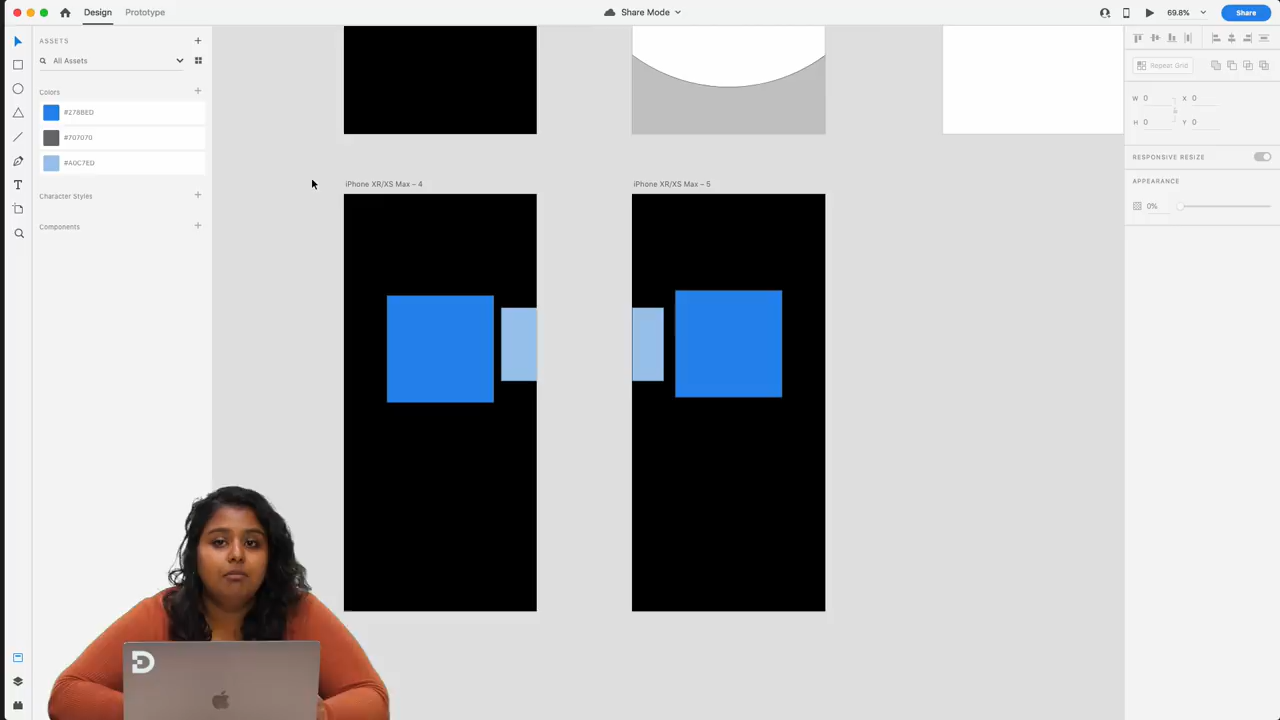 Design
Prototype
Share Mode
69.8%
Share
ASSETS
All Assets
Colors
#278BED
#707070
#A0C7ED
Character Styles
Components
iPhone XR/XS Max – 4
iPhone XR/XS Max – 5
Repeat Grid
W 0 X 0
H 0 Y 0
RESPONSIVE RESIZE
APPEARANCE
0%